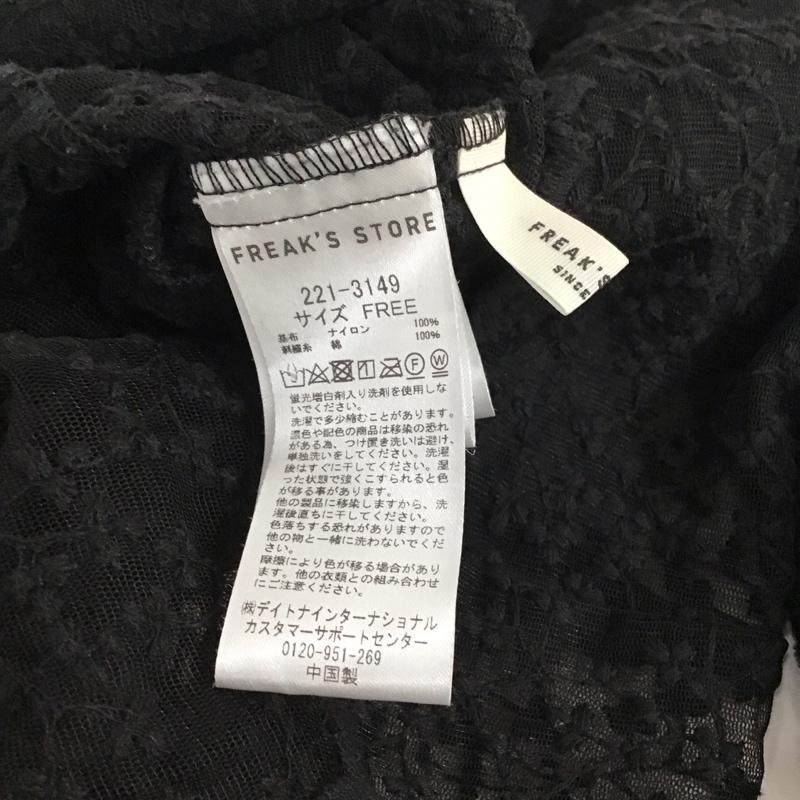 FREAK'S STORE
221-3149
サイズ FREE
基布 ナイロン 100%
刺繍糸 綿 100%
F W
蛍光増白剤入り洗剤を使用しな
いでください。
洗濯で多少縮むことがあります。
濃色や配色の商品は移染の恐れ
がある為、つけ置き洗いは避け、
単独洗いをしてください。洗濯
後はすぐに干してください。湿
った状態で強くこすられると色
が移る事があります。
他の製品に移染しますから、洗
濯後直ちに干してください。
色落ちする恐れがありますので
他の物と一緒に洗わないでくだ
さい。
摩擦により色が移る場合があり
ます。他の衣類との組み合わせ
にご注意ください。
㈱デイトナインターナショナル
カスタマーサポートセンター
0120-951-269
中国製
FREAK'S
SINCE